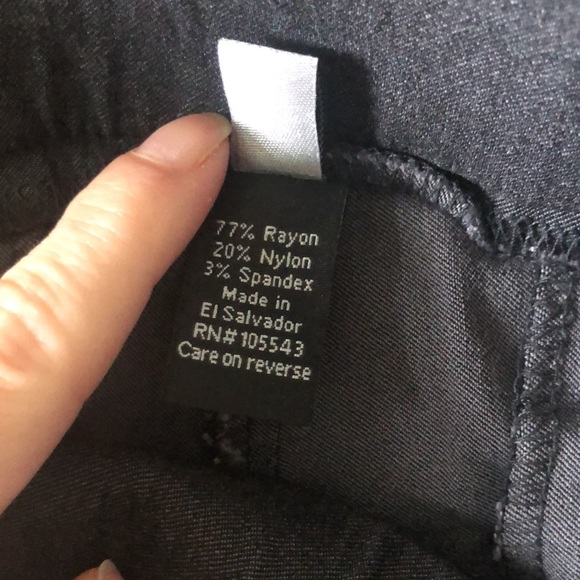 77% Rayon
20% Nylon
3% Spandex
Made in
El Salvador
RN#105543
Care on reverse